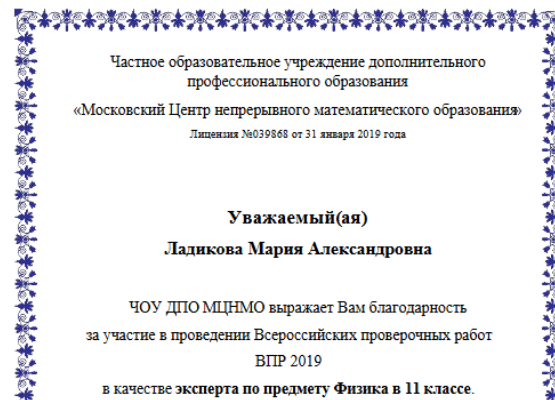 Частное образовательное учреждение дополнительного
профессионального образования
«Московский Центр непрерывного математического образования»
Лицензия №039868 от 31 января 2019 года
Уважаемый(ая)
Ладикова Мария Александровна
ЧОУ ДПО МЦНМО выражает Вам благодарность
за участие в проведении Всероссийских проверочных работ
ВПР 2019
в качестве эксперта по предмету Физика в 11 классе.